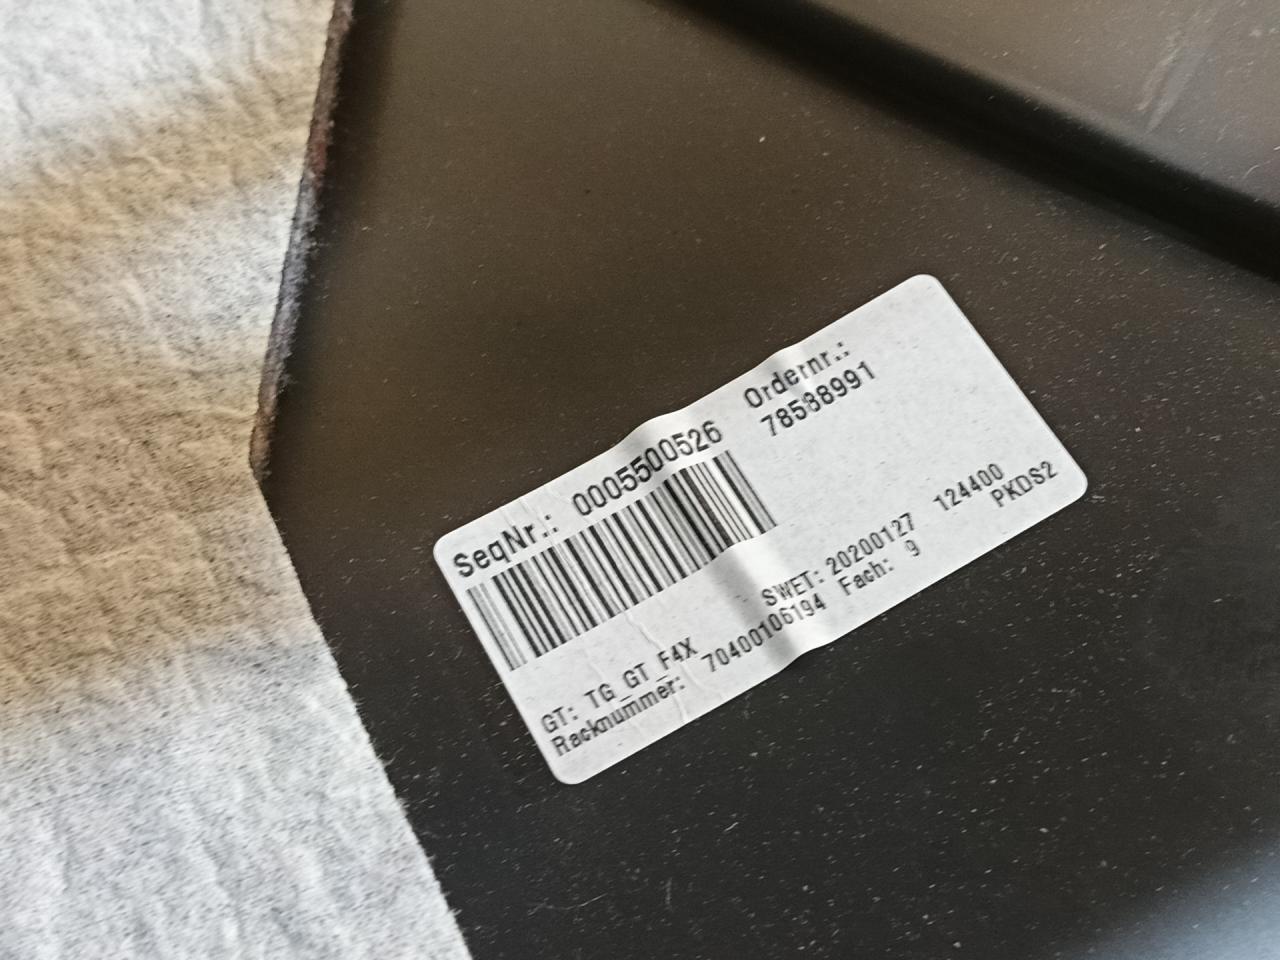 SeqNr.: 0005500526 Ordernr.:
78588991
GT: TG_GT_F4X SWET: 20200127 124400
Racknummer: 70400106194 Fach: 9 PKDS2